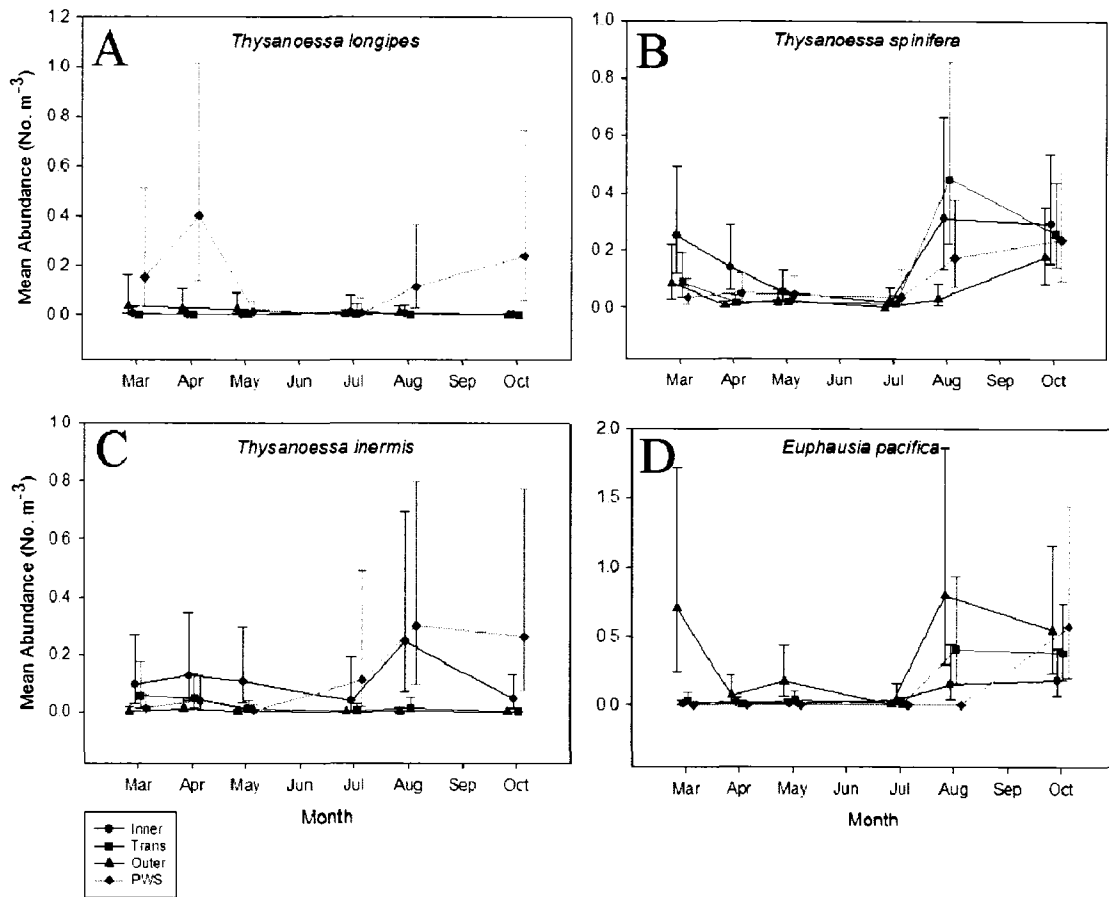 A
Thysanoessa longipes
Mean Abundance (No. m-3)
1.2
1.0
0.8
0.6
0.4
0.2
0.0
Mar Apr May Jun Jul Aug Sep Oct
B
Thysanoessa spinifera
1.0
0.8
0.6
0.4
0.2
0.0
Mar Apr May Jun Jul Aug Sep Oct
C
Thysanoessa inermis
Mean Abundance (No. m-3)
1.0
0.8
0.6
0.4
0.2
0.0
Mar Apr May Jun Jul Aug Sep Oct
Month
D
Euphausia pacifica
2.0
1.5
1.0
0.5
0.0
Mar Apr May Jun Jul Aug Sep Oct
Month
Inner
Trans
Outer
PWS